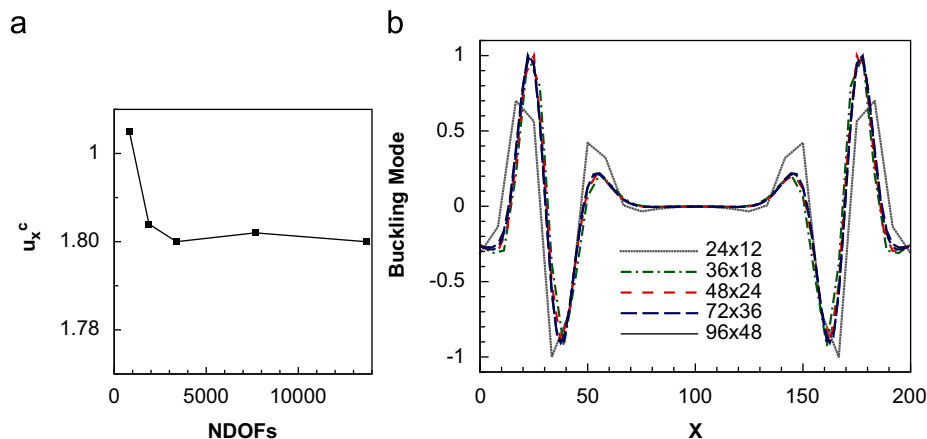 a
b
1
1.80
1.78
0
5000
10000
NDOFs
u_x^c
1
0.5
0
-0.5
-1
Buckling Mode
24x12
36x18
48x24
72x36
96x48
0
50
100
150
200
X